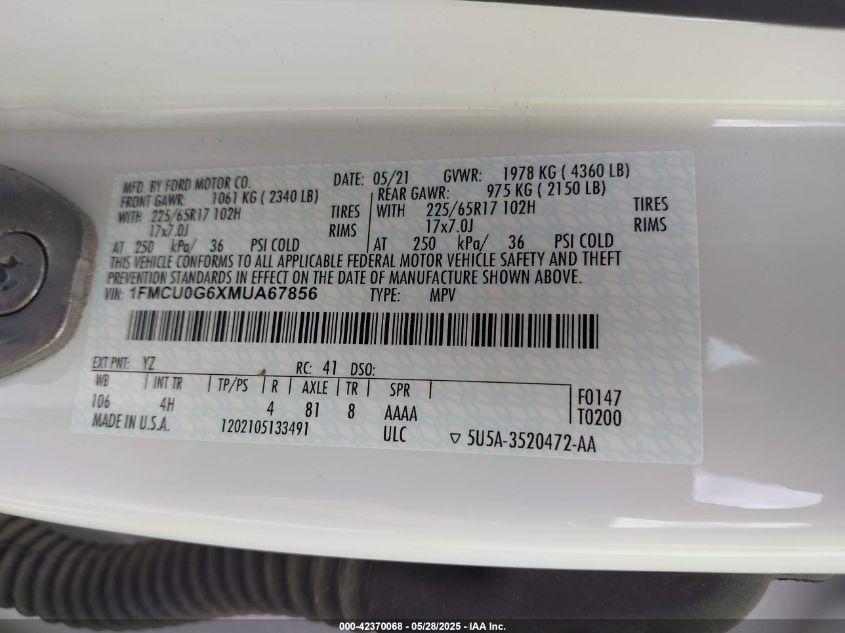 MFD. BY FORD MOTOR CO. DATE: 05/21 GVWR: 1978 KG ( 4360 LB)
FRONT GAWR: 1061 KG ( 2340 LB) REAR GAWR: 975 KG ( 2150 LB)
WITH 225/65R17 102H TIRES WITH 225/65R17 102H TIRES
17x7.0J RIMS 17x7.0J RIMS
AT 250 kPa/ 36 PSI COLD AT 250 kPa/ 36 PSI COLD
THIS VEHICLE CONFORMS TO ALL APPLICABLE FEDERAL MOTOR VEHICLE SAFETY AND THEFT
PREVENTION STANDARDS IN EFFECT ON THE DATE OF MANUFACTURE SHOWN ABOVE.
VIN: 1FMCU0G6XMUA67856 TYPE: MPV
EXT PNT: YZ RC: 41 DSO:
WB INT TR TP/PS R AXLE TR SPR F0147
106 4H 4 81 8 AAAA T0200
MADE IN U.S.A. 1202105133491 ULC ▽ 5U5A-3520472-AA
000-42370068 - 05/28/2025 - IAA Inc.